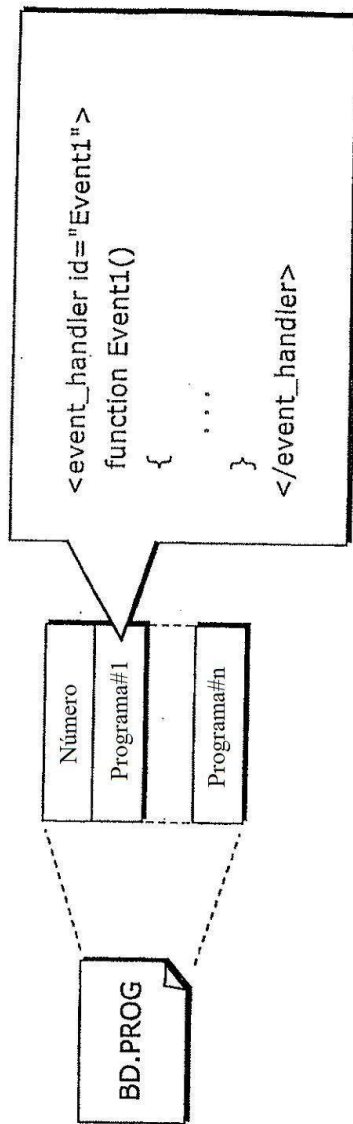 BD.PROG
Número
Programa#1
Programa#n
<event_handler id="Event1">
function Event1()
{
...
}
</event_handler>